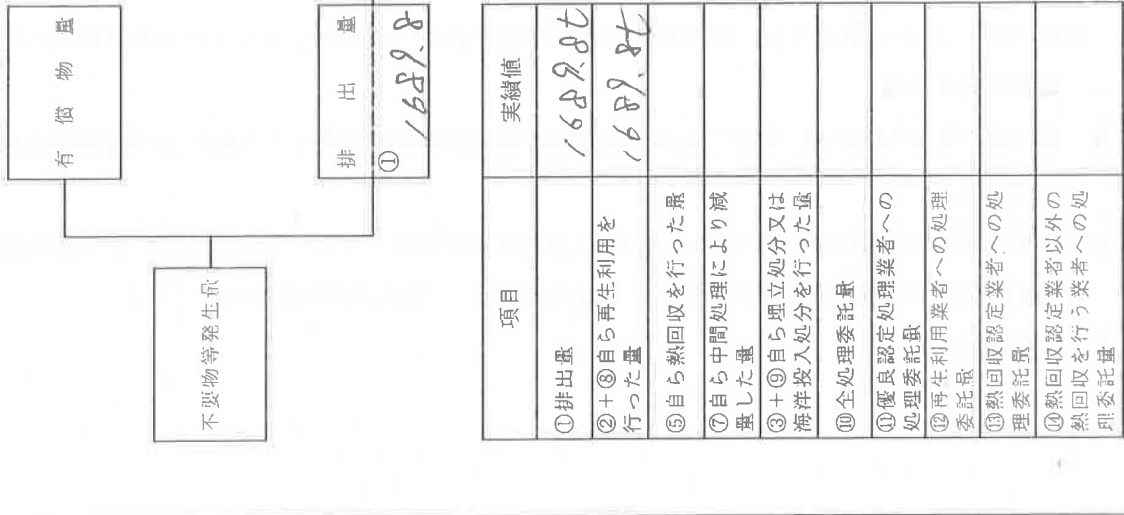 不要物等発生量
有償物量
排出量
①
1689.8
項目
実績値
①排出量
1689.8t
②+⑧自ら再生利用を
行った量
1689.8t
⑤自ら熱回収を行った量
⑦自ら中間処理により減
量した量
③+⑨自ら埋立処分又は
海洋投入処分を行った量
⑩全処理委託量
⑪優良認定処理業者への
処理委託量
⑫再生利用業者への処理
委託量
⑬熱回収認定業者への処
理委託量
⑭熱回収認定業者以外の
熱回収を行う業者への処
理委託量